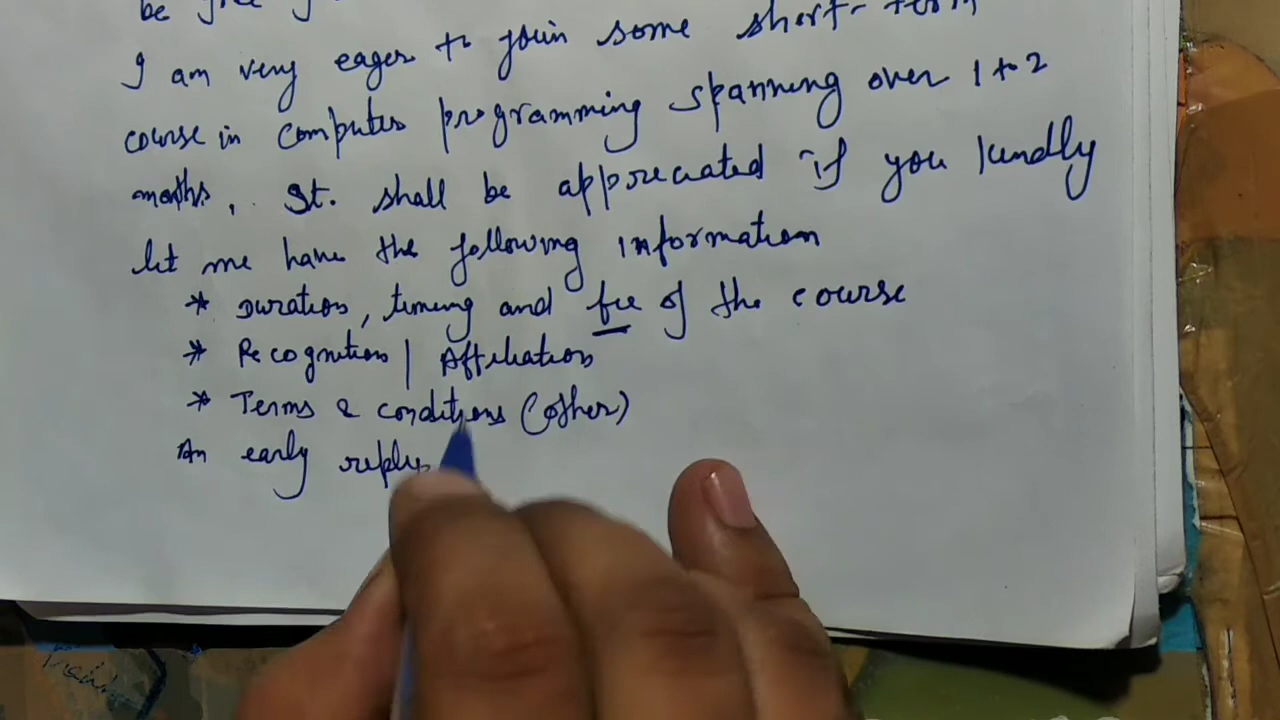 be free
I am very eager to join some short-term
course in computer programming spanning over 1 to 2
months, . It. shall be appreciated if you kindly
let me have the following information
* Duration, timing and fee of the course
* Recognition | Affiliation
* Terms & conditions (other)
An early reply